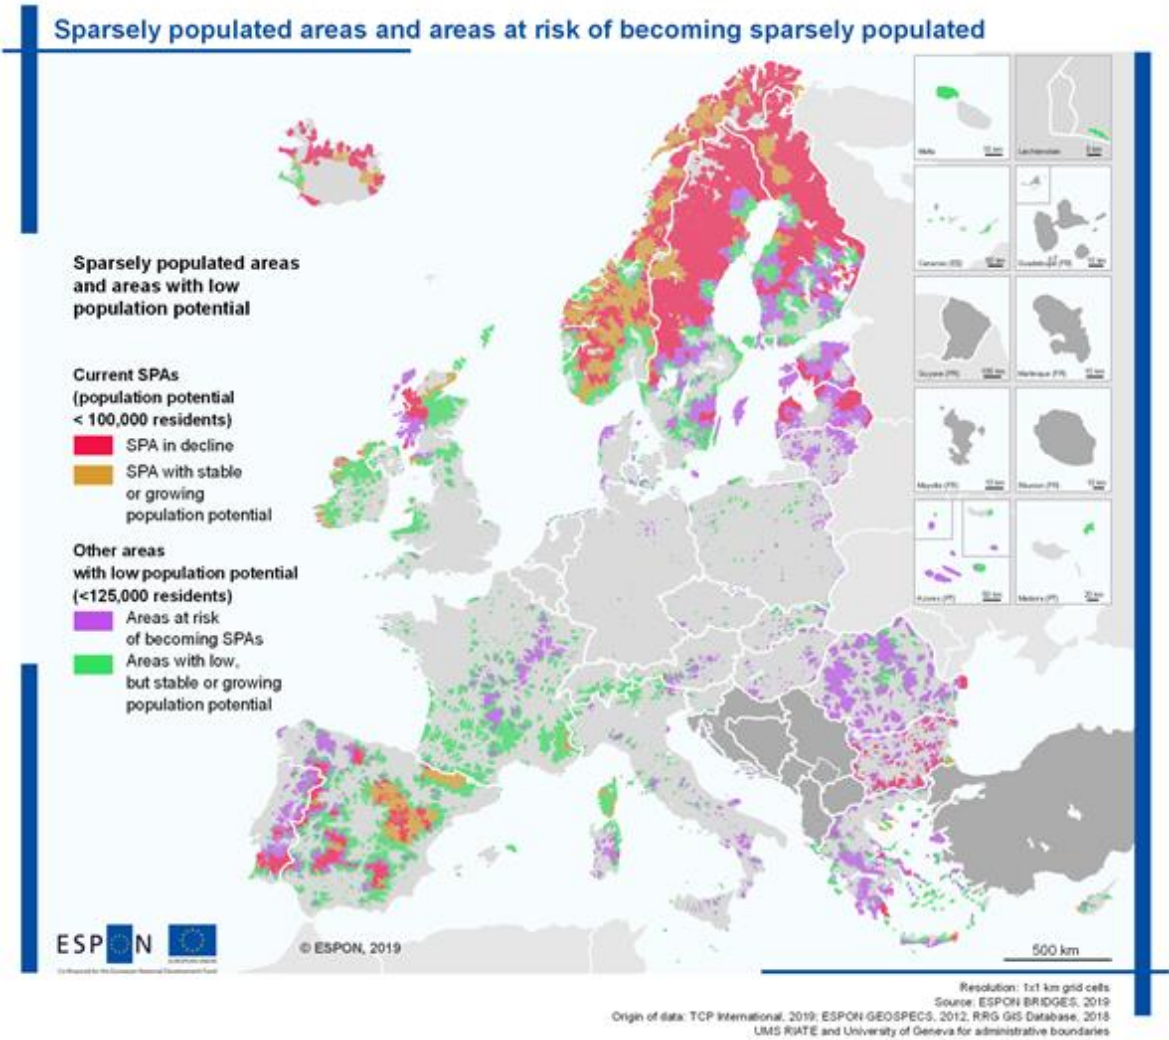 Sparsely populated areas and areas at risk of becoming sparsely populated
Sparsely populated areas
and areas with low
population potential
Current SPAs
(population potential
< 100,000 residents)
SPA in decline
SPA with stable
or growing
population potential
Other areas
with low population potential
(<125,000 residents)
Areas at risk
of becoming SPAs
Areas with low,
but stable or growing
population potential
Malta
Liechtenstein
Canarias (ES)
Guadeloupe (FR)
Guyane (FR)
Martinique (FR)
Mayotte (FR)
Réunion (FR)
Madeira (PT)
ESPON
EUROPEAN UNION
© ESPON, 2019
500 km
Resolution: 1x1 km grid cells
Source: ESPON BRIDGES, 2019
Origin of data: TCP International, 2019; ESPON GEOSPECS, 2012, RRG GIS Database, 2018
UMS RIATE and University of Geneva for administrative boundaries